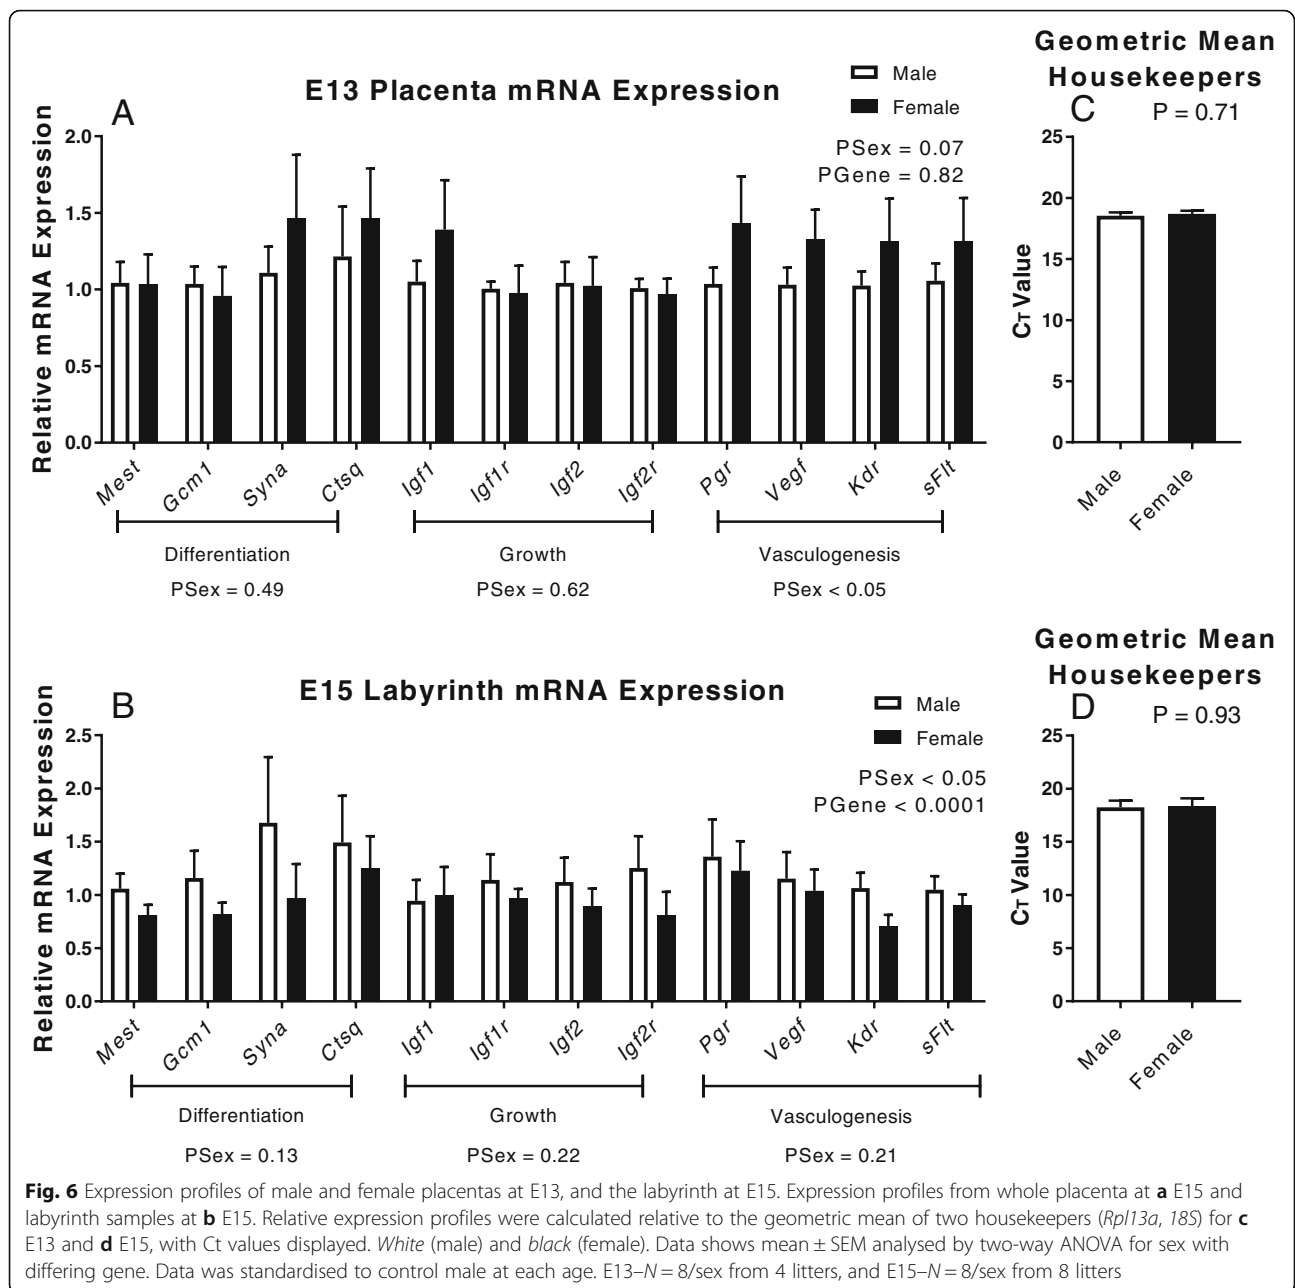 Geometric Mean
Housekeepers
E13 Placenta mRNA Expression
Male
Female
A
C
P = 0.71
PSex = 0.07
PGene = 0.82
Relative mRNA Expression
2.0
1.5
1.0
0.5
0.0
Mest
Gcm1
Syna
Ctsq
Igf1
Igf1r
Igf2
Igf2r
Pgr
Vegf
Kdr
sFlt
Differentiation
Growth
Vasculogenesis
PSex = 0.49
PSex = 0.62
PSex < 0.05
CT Value
25
20
15
10
5
0
Male
Female
Geometric Mean
Housekeepers
E15 Labyrinth mRNA Expression
Male
Female
B
D
P = 0.93
PSex < 0.05
PGene < 0.0001
Relative mRNA Expression
2.5
2.0
1.5
1.0
0.5
0.0
Mest
Gcm1
Syna
Ctsq
Igf1
Igf1r
Igf2
Igf2r
Pgr
Vegf
Kdr
sFlt
Differentiation
Growth
Vasculogenesis
PSex = 0.13
PSex = 0.22
PSex = 0.21
CT Value
25
20
15
10
5
0
Male
Female
Fig. 6 Expression profiles of male and female placentas at E13, and the labyrinth at E15. Expression profiles from whole placenta at a E15 and
labyrinth samples at b E15. Relative expression profiles were calculated relative to the geometric mean of two housekeepers (Rpl13a, 18S) for c
E13 and d E15, with Ct values displayed. White (male) and black (female). Data shows mean ± SEM analysed by two-way ANOVA for sex with
differing gene. Data was standardised to control male at each age. E13–N = 8/sex from 4 litters, and E15–N = 8/sex from 8 litters